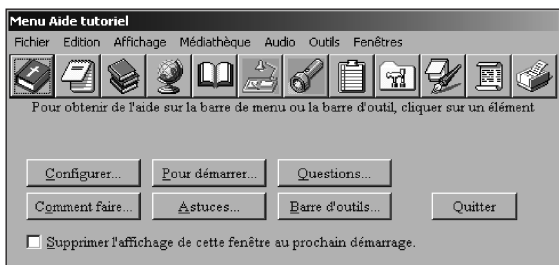 Menu Aide tutoriel
Fichier Edition Affichage Médiathèque Audio Outils Fenêtres
Pour obtenir de l'aide sur la barre de menu ou la barre d'outil, cliquer sur un élément
Configurer... Pour démarrer... Questions...
Comment faire... Astuces... Barre d'outils... Quitter
Supprimer l'affichage de cette fenêtre au prochain démarrage.